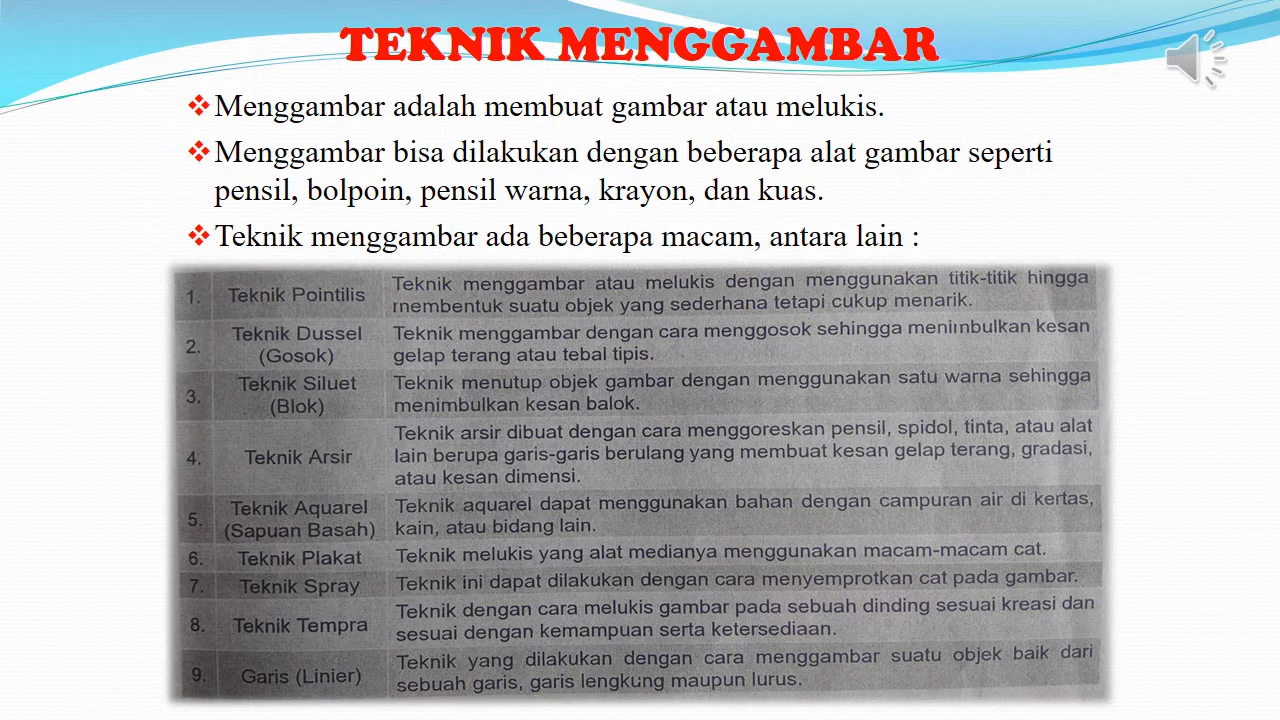 TEKNIK MENGGAMBAR
❖Menggambar adalah membuat gambar atau melukis.
❖Menggambar bisa dilakukan dengan beberapa alat gambar seperti
pensil, bolpoin, pensil warna, krayon, dan kuas.
❖Teknik menggambar ada beberapa macam, antara lain :
1. Teknik Pointilis Teknik menggambar atau melukis dengan menggunakan titik-titik hingga
membentuk suatu objek yang sederhana tetapi cukup menarik.
2. Teknik Dussel
(Gosok)
Teknik menggambar dengan cara menggosok sehingga menimbulkan kesan
gelap terang atau tebal tipis.
3. Teknik Siluet
(Blok)
Teknik menutup objek gambar dengan menggunakan satu warna sehingga
menimbulkan kesan balok.
4. Teknik Arsir
Teknik arsir dibuat dengan cara menggoreskan pensil, spidol, tinta, atau alat
lain berupa garis-garis berulang yang membuat kesan gelap terang, gradasi,
atau kesan dimensi.
5. Teknik Aquarel
(Sapuan Basah)
Teknik aquarel dapat menggunakan bahan dengan campuran air di kertas,
kain, atau bidang lain.
6. Teknik Plakat Teknik melukis yang alat medianya menggunakan macam-macam cat.
7. Teknik Spray Teknik ini dapat dilakukan dengan cara menyemprotkan cat pada gambar.
8. Teknik Tempra Teknik dengan cara melukis gambar pada sebuah dinding sesuai kreasi dan
sesuai dengan kemampuan serta ketersediaan.
9. Garis (Linier) Teknik yang dilakukan dengan cara menggambar suatu objek baik dari
sebuah garis, garis lengkung maupun lurus.